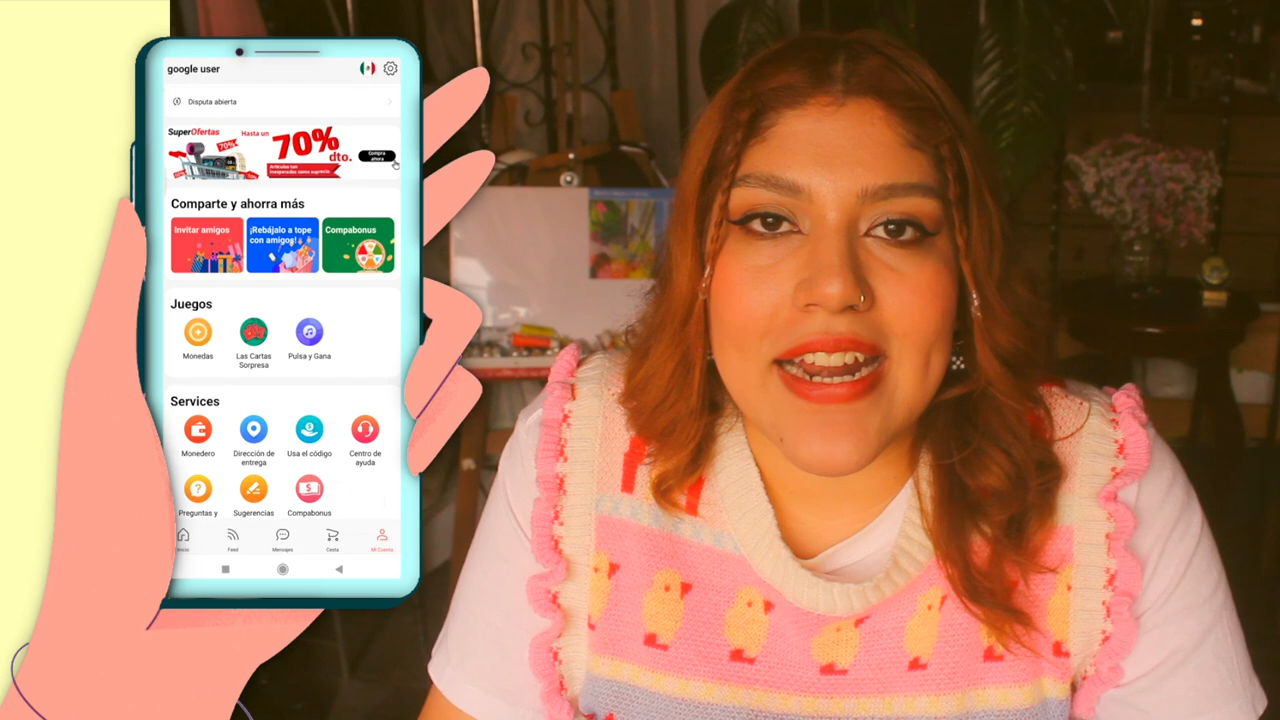 google user
Disputa abierta
SuperOfertas
Hasta un
70%
dto.
70%
Compra
ahora
Comparte y ahorra más
Invitar amigos
¡Rebájalo a tope
con amigos!
Compabonus
Juegos
Monedas
Las Cartas
Sorpresa
Pulsa y Gana
Services
Monedero
Dirección de
entrega
Usa el código
Centro de
ayuda
Preguntas y
Sugerencias
Compabonus
Inicio
Feed
Mensajes
Cesta
Mi Cuenta